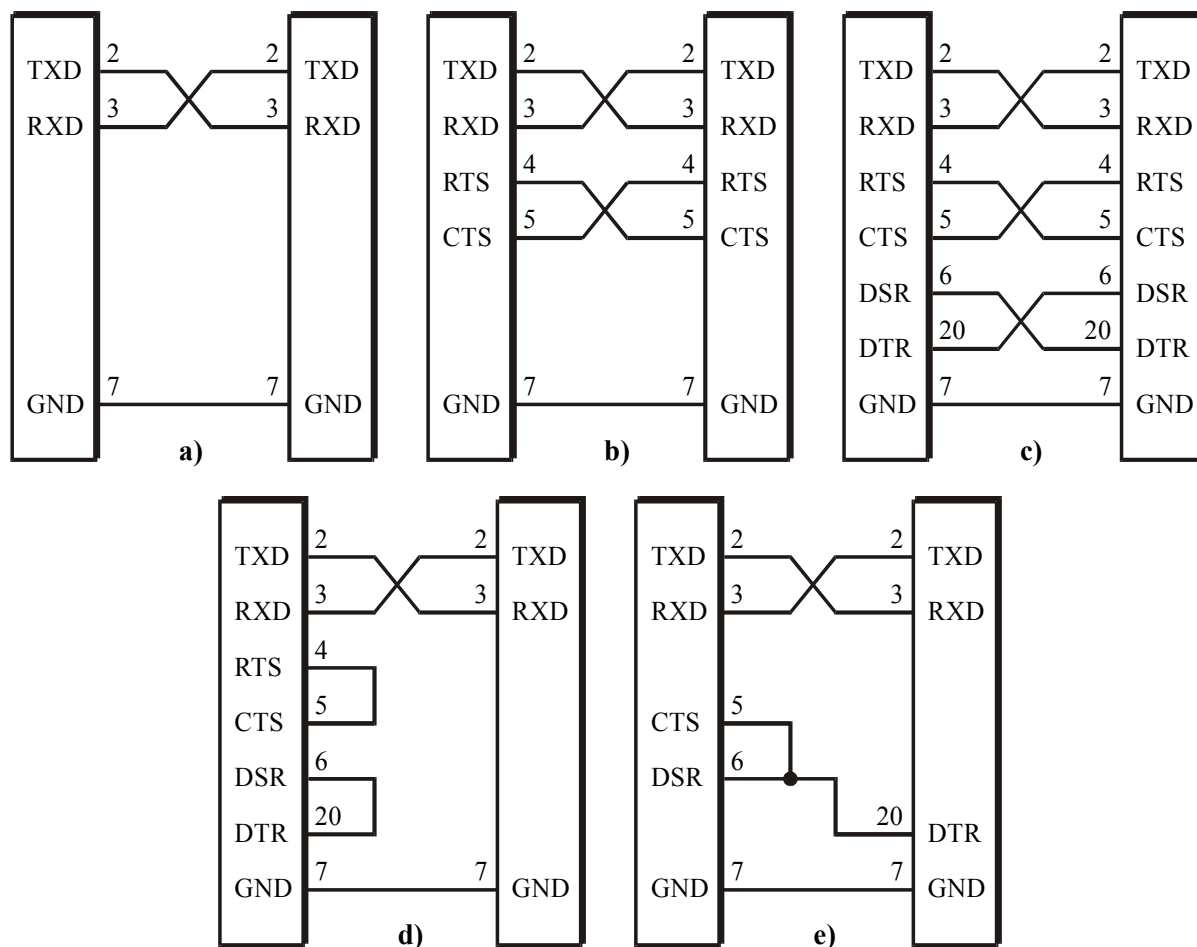 2 2 2 2 2 2
TXD TXD TXD TXD TXD TXD
3 3 3 3 3 3
RXD RXD RXD RXD RXD RXD
4 4 4 4
RTS RTS RTS RTS
5 5 5 5
CTS CTS CTS CTS
6 6
DSR DSR
20 20
DTR DTR
7 7 7 7 7 7
GND GND GND GND GND GND
a) b) c)
2 2 2 2
TXD TXD TXD TXD
3 3 3 3
RXD RXD RXD RXD
4
RTS
5 5
CTS CTS
6 6
DSR DSR
20 20
DTR DTR
7 7 7 7
GND GND GND GND
d) e)